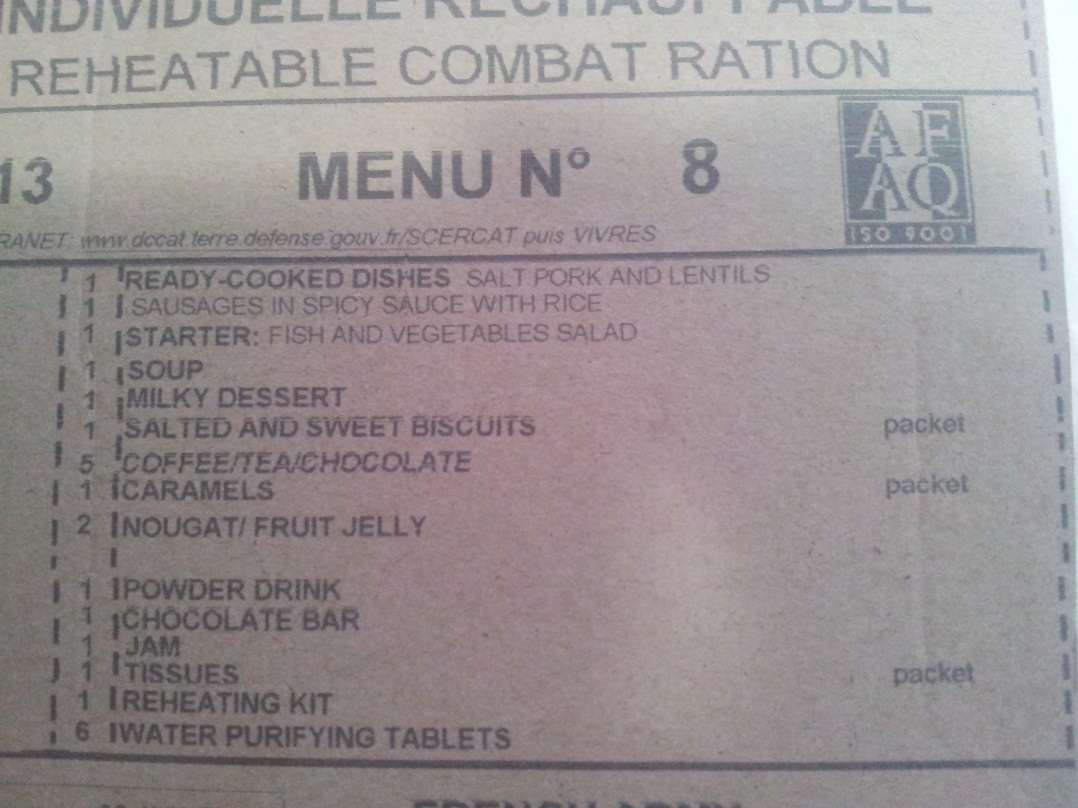 INDIVIDUELLE RECHAUFFABLE
REHEATABLE COMBAT RATION
13 MENU N° 8
AF
AQ
ISO 9001
RANET: www.dccat.terre.defense.gouv.fr/SCERCAT puis VIVRES
1 READY-COOKED DISHES SALT PORK AND LENTILS
1 SAUSAGES IN SPICY SAUCE WITH RICE
1 STARTER: FISH AND VEGETABLES SALAD
1 SOUP
1 MILKY DESSERT
1 SALTED AND SWEET BISCUITS packet
5 COFFEE/TEA/CHOCOLATE
1 CARAMELS packet
2 NOUGAT/ FRUIT JELLY
1 POWDER DRINK
1 CHOCOLATE BAR
1 JAM
1 TISSUES packet
1 REHEATING KIT
6 WATER PURIFYING TABLETS
FRENCH ARMY